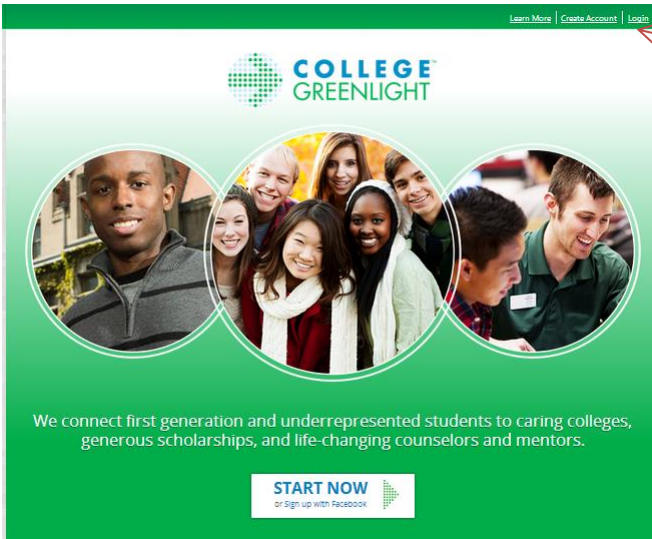 Learn More | Create Account | Login
COLLEGE™
GREENLIGHT
We connect first generation and underrepresented students to caring colleges,
generous scholarships, and life-changing counselors and mentors.
START NOW
or Sign up with Facebook